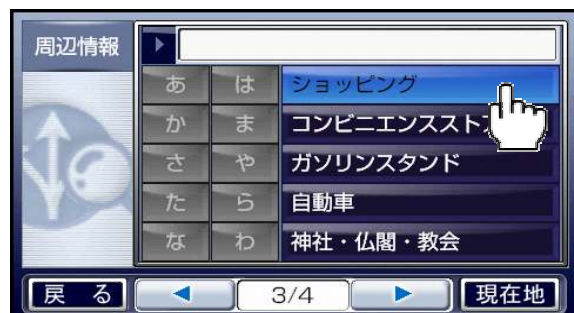 周辺情報
あ は ショッピング
か ま コンビニエンスストア
さ や ガソリンスタンド
た ら 自動車
な わ 神社・仏閣・教会
戻る 3/4 現在地